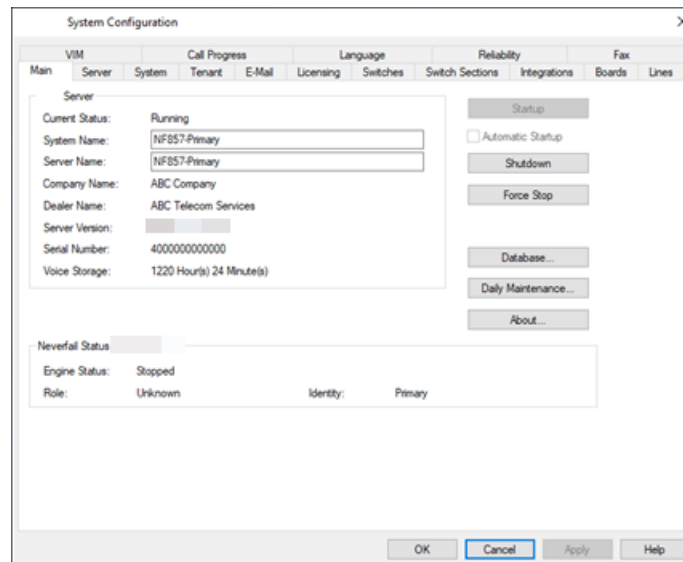 System Configuration
VIM Call Progress Language Reliability Fax
Main Server System Tenant E-Mail Licensing Switches Switch Sections Integrations Boards Lines
Server
Current Status: Running
System Name: NF857-Primary
Server Name: NF857-Primary
Company Name: ABC Company
Dealer Name: ABC Telecom Services
Server Version:
Serial Number: 4000000000000
Voice Storage: 1220 Hour(s) 24 Minute(s)
Startup
Automatic Startup
Shutdown
Force Stop
Database...
Daily Maintenance...
About...
Neverfail Status
Engine Status: Stopped
Role: Unknown Identity: Primary
OK Cancel Apply Help